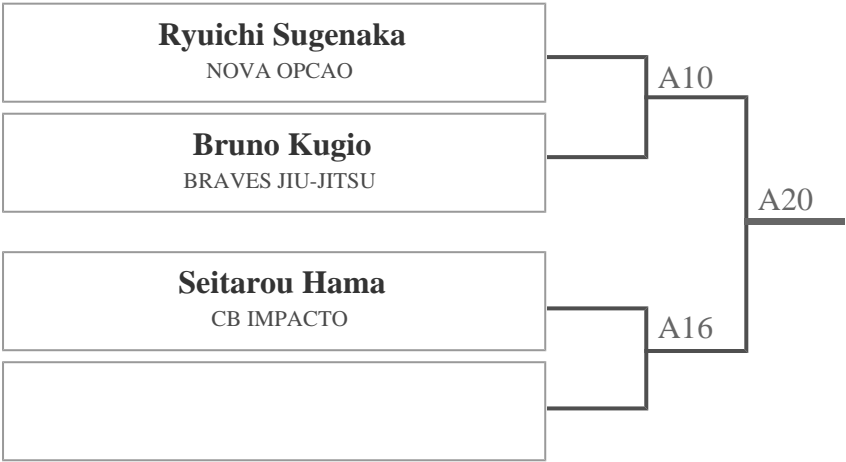 Ryuichi Sugenaka
NOVA OPCAO
A10
Bruno Kugio
BRAVES JIU-JITSU
A20
Seitarou Hama
CB IMPACTO
A16